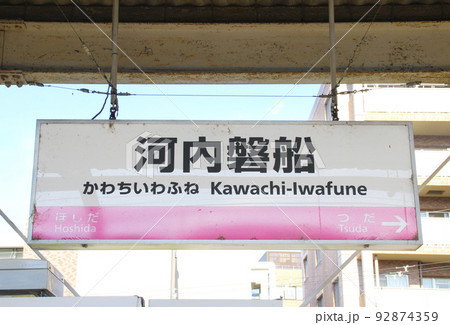 河内磐船
かわちいわふね Kawachi-Iwafune
ほしだ つだ
Hoshida Tsuda
pixta.jp - 92874359